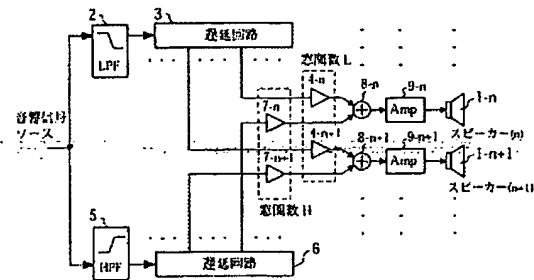 2
LPF
3
遅延回路
窓関数 L
4-n
8-n
9-n
Amp
1-n
スピーカー(n)
7-n
音響信号
ソース
4-n+1
8-n+1
9-n+1
Amp
1-n+1
スピーカー(n+1)
7-n+1
窓関数 H
5
HPF
遅延回路
6